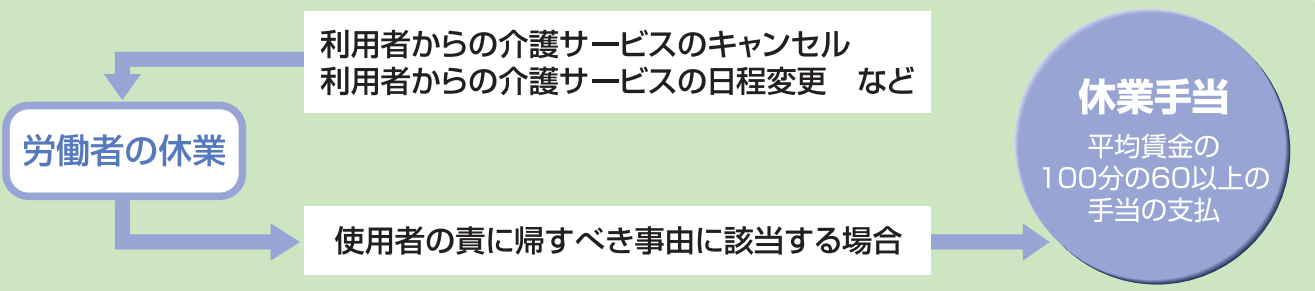 利用者からの介護サービスのキャンセル
利用者からの介護サービスの日程変更　など
労働者の休業
使用者の責に帰すべき事由に該当する場合
休業手当
平均賃金の
100分の60以上の
手当の支払